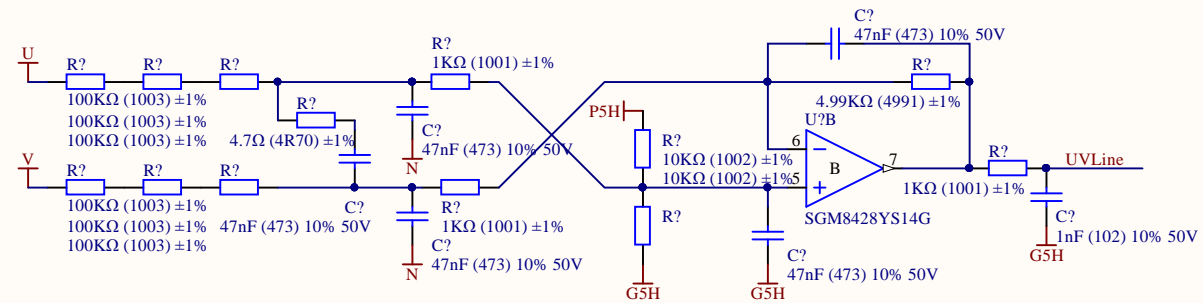 C?
47nF (473) 10% 50V
U
R?
R?
R?
R?
1KΩ (1001) ±1%
R?
100KΩ (1003) ±1%
100KΩ (1003) ±1%
100KΩ (1003) ±1%
R?
4.7Ω (4R70) ±1%
C?
47nF (473) 10% 50V
N
P5H
R?
10KΩ (1002) ±1%
10KΩ (1002) ±1%
4.99KΩ (4991) ±1%
U?B
6
5
7
B
SGM8428YS14G
R?
1KΩ (1001) ±1%
UVLine
V
R?
R?
R?
100KΩ (1003) ±1%
100KΩ (1003) ±1%
100KΩ (1003) ±1%
C?
47nF (473) 10% 50V
R?
1KΩ (1001) ±1%
C?
47nF (473) 10% 50V
N
R?
G5H
C?
47nF (473) 10% 50V
G5H
C?
1nF (102) 10% 50V
G5H